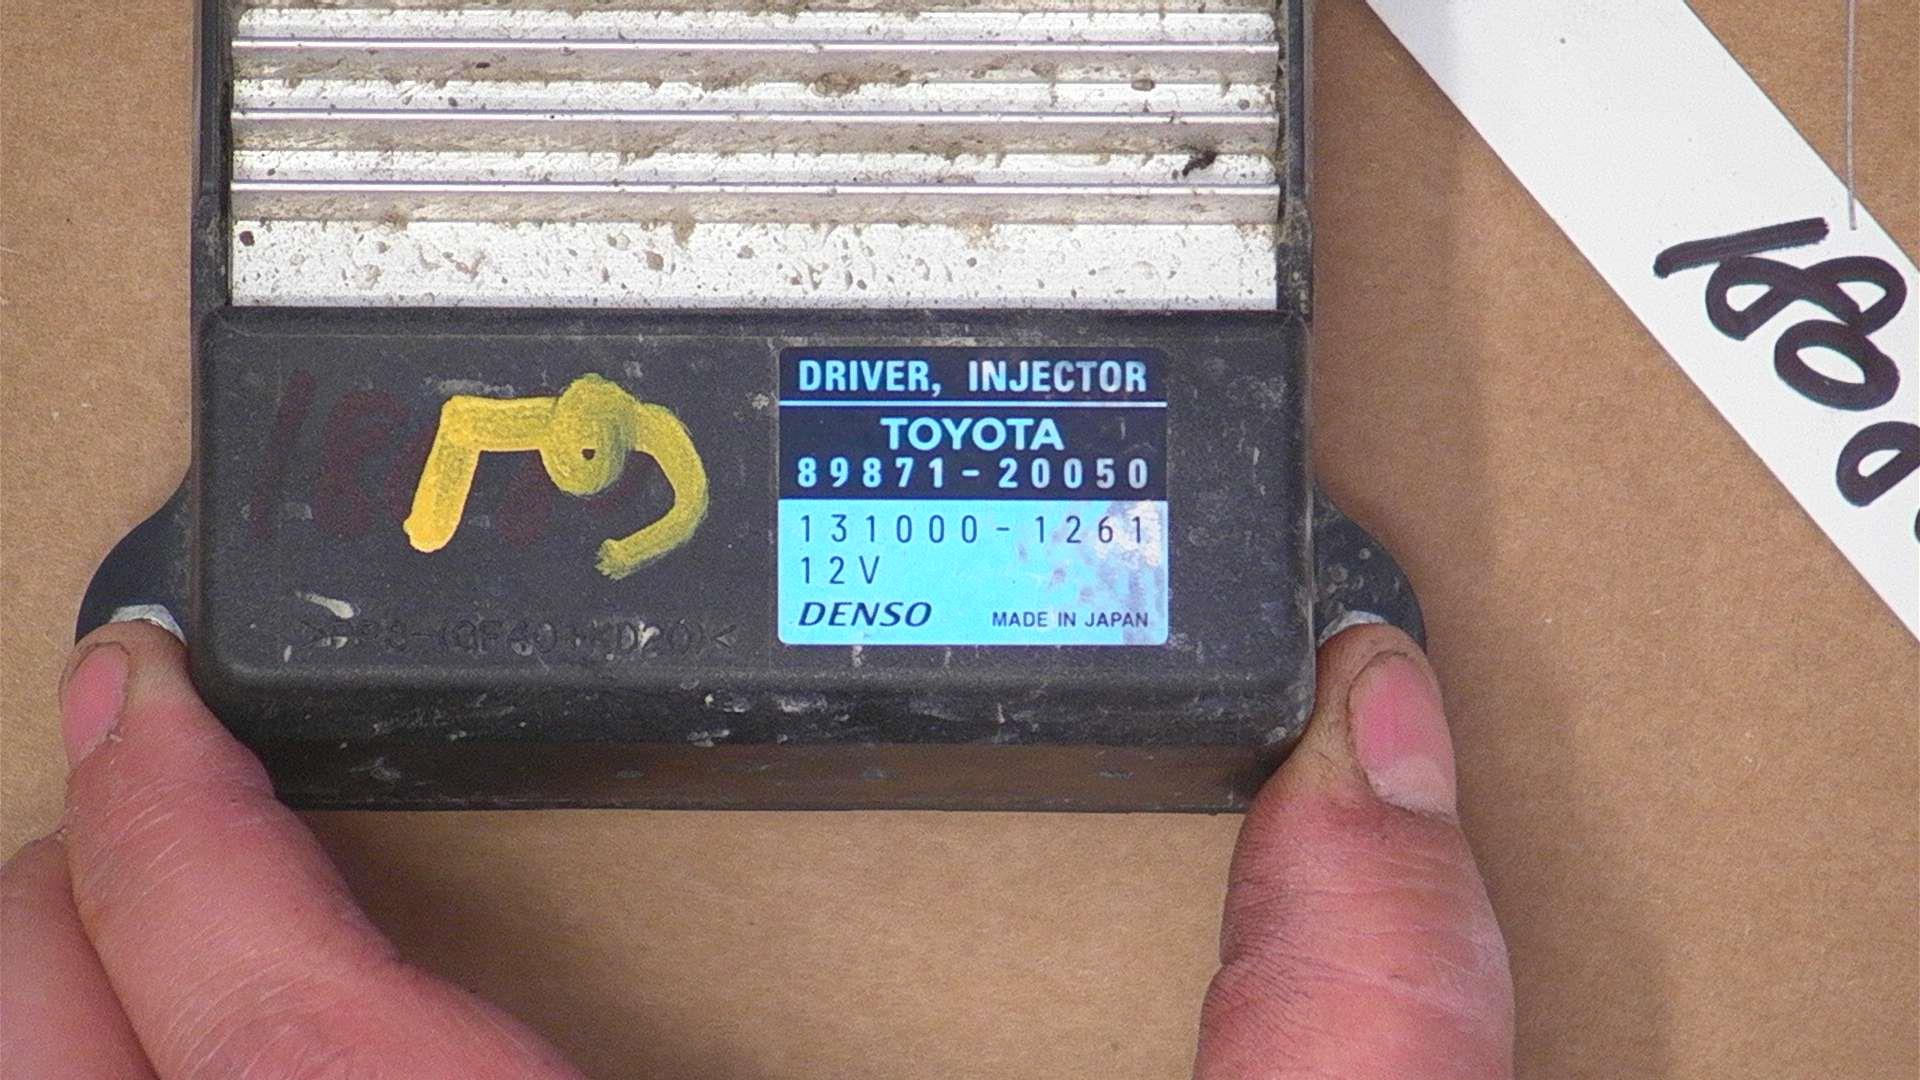 DRIVER, INJECTOR
TOYOTA
89871-20050
131000-1261
12V
DENSO MADE IN JAPAN